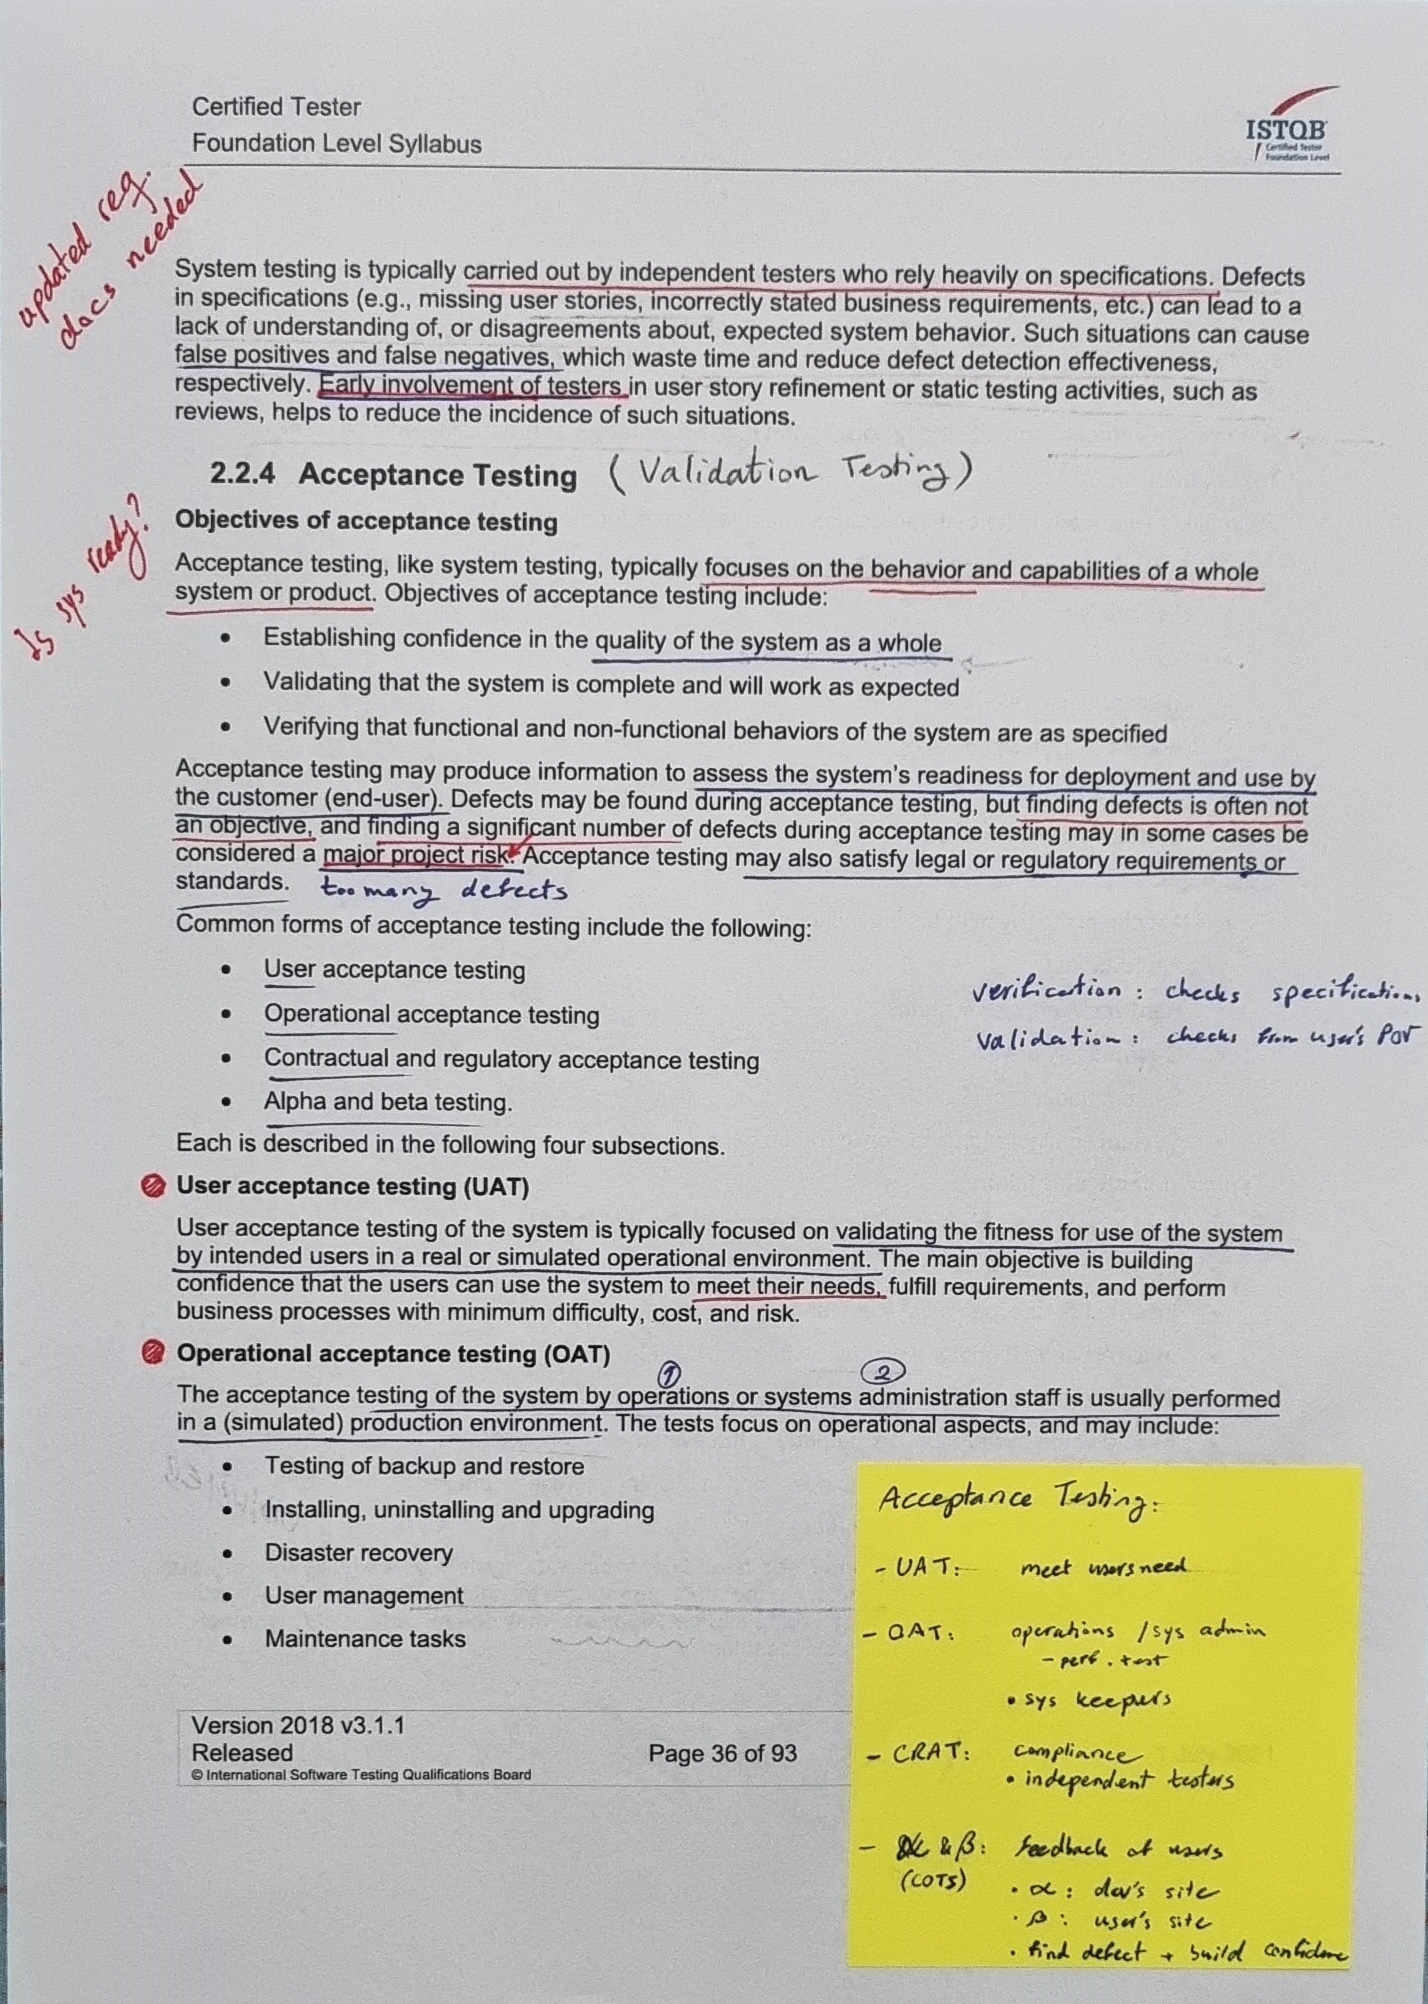 Certified Tester
Foundation Level Syllabus
ISTQB
Certified Tester
Foundation Level
updated req.
docs needed
System testing is typically carried out by independent testers who rely heavily on specifications. Defects
in specifications (e.g., missing user stories, incorrectly stated business requirements, etc.) can lead to a
lack of understanding of, or disagreements about, expected system behavior. Such situations can cause
false positives and false negatives, which waste time and reduce defect detection effectiveness,
respectively. Early involvement of testers in user story refinement or static testing activities, such as
reviews, helps to reduce the incidence of such situations.
2.2.4 Acceptance Testing (Validation Testing)
Is sys ready?
Objectives of acceptance testing
Acceptance testing, like system testing, typically focuses on the behavior and capabilities of a whole
system or product. Objectives of acceptance testing include:
• Establishing confidence in the quality of the system as a whole
• Validating that the system is complete and will work as expected
• Verifying that functional and non-functional behaviors of the system are as specified
Acceptance testing may produce information to assess the system's readiness for deployment and use by
the customer (end-user). Defects may be found during acceptance testing, but finding defects is often not
an objective, and finding a significant number of defects during acceptance testing may in some cases be
considered a major project risk. Acceptance testing may also satisfy legal or regulatory requirements or
standards. too many defects
Common forms of acceptance testing include the following:
• User acceptance testing
• Operational acceptance testing
• Contractual and regulatory acceptance testing
• Alpha and beta testing.
verification : checks specifications
validation : checks from user's POV
Each is described in the following four subsections.
User acceptance testing (UAT)
User acceptance testing of the system is typically focused on validating the fitness for use of the system
by intended users in a real or simulated operational environment. The main objective is building
confidence that the users can use the system to meet their needs, fulfill requirements, and perform
business processes with minimum difficulty, cost, and risk.
Operational acceptance testing (OAT)
1 2
The acceptance testing of the system by operations or systems administration staff is usually performed
in a (simulated) production environment. The tests focus on operational aspects, and may include:
• Testing of backup and restore
• Installing, uninstalling and upgrading
• Disaster recovery
• User management
• Maintenance tasks
Version 2018 v3.1.1
Released
© International Software Testing Qualifications Board
Page 36 of 93
Acceptance Testing:
- UAT: meet users need
- OAT: operations / sys admin
- perf. test
• sys keepers
- CRAT: compliance
• independent testers
- α & β: feedback of users
(COTS)
• α : dev's site
• β : user's site
• find defect + build confidence